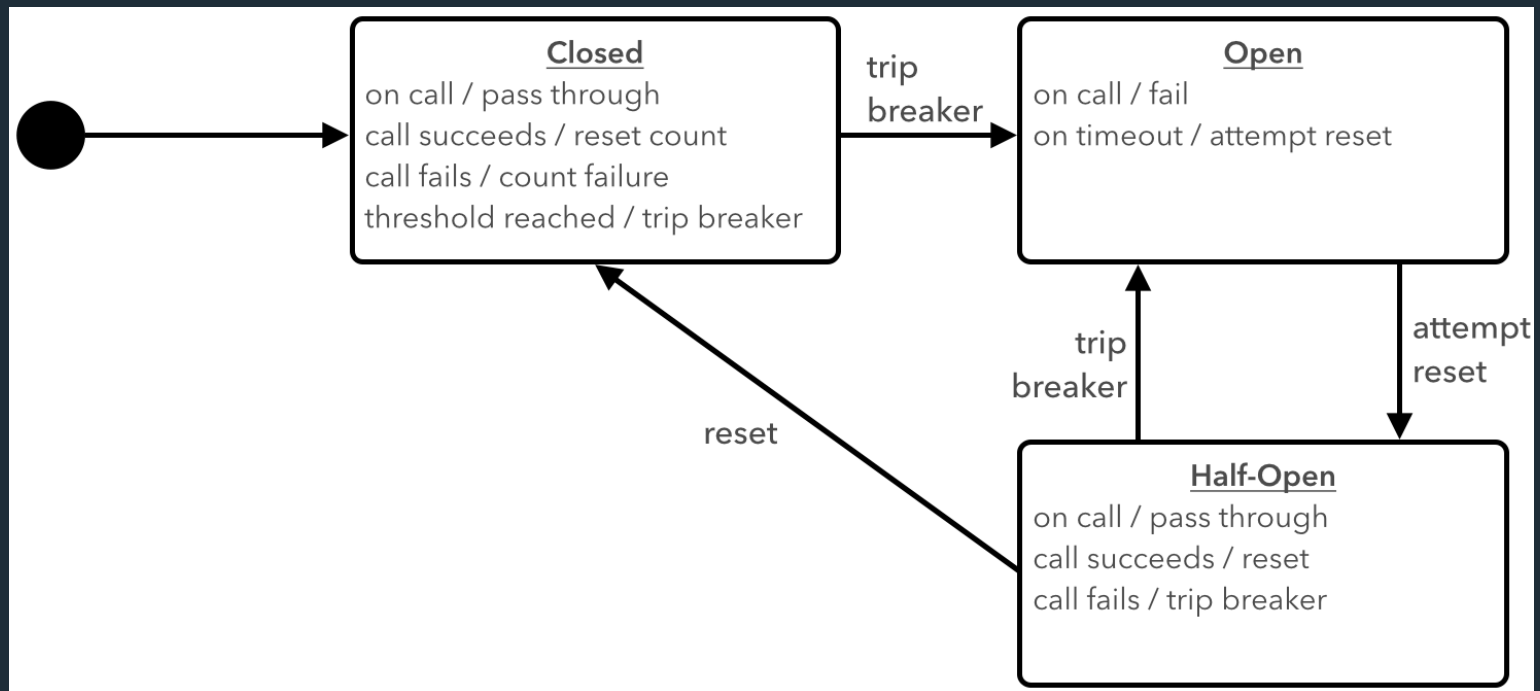 Closed
on call / pass through
call succeeds / reset count
call fails / count failure
threshold reached / trip breaker
trip
breaker
Open
on call / fail
on timeout / attempt reset
trip
breaker
attempt
reset
reset
Half-Open
on call / pass through
call succeeds / reset
call fails / trip breaker